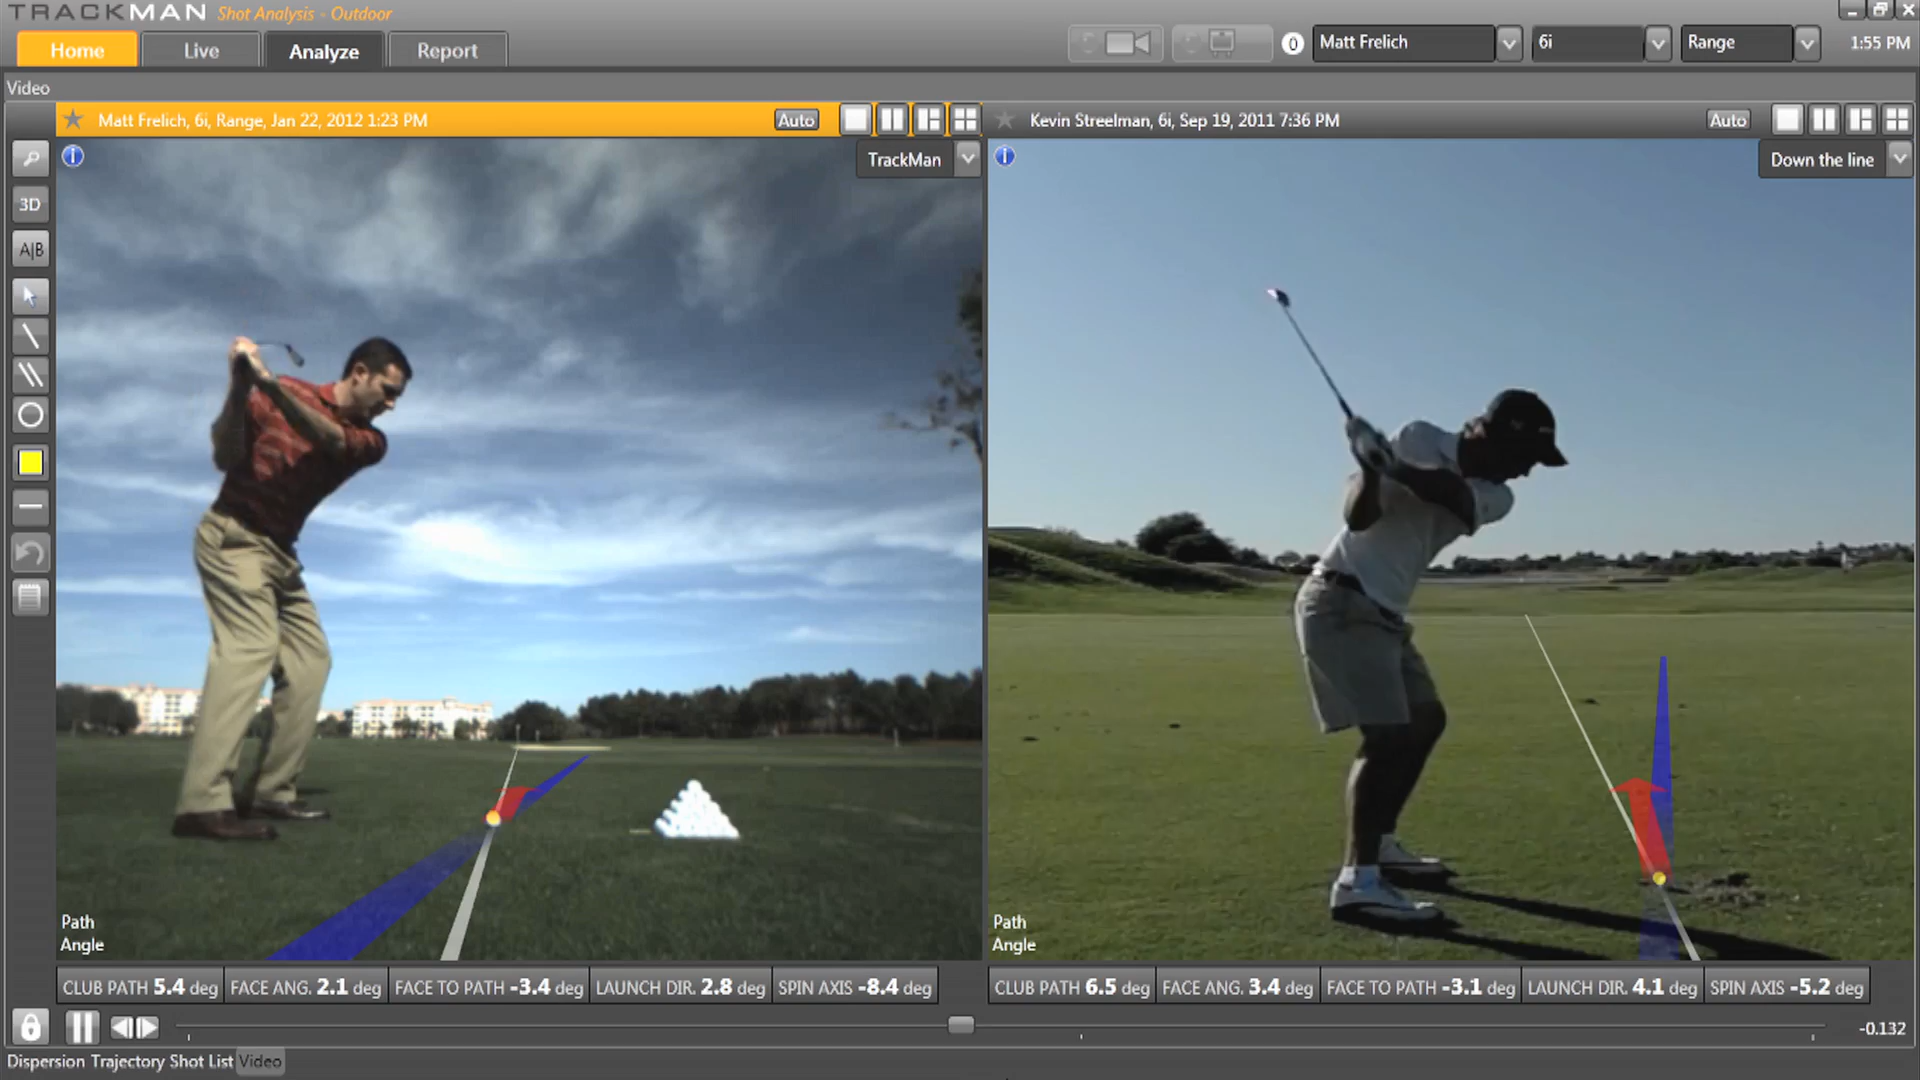 TRACKMAN Shot Analysis - Outdoor
Home Live Analyze Report
0 Matt Frelich 6i Range 1:55 PM
Video
Matt Frelich, 6i, Range, Jan 22, 2012 1:23 PM Auto
Kevin Streelman, 6i, Sep 19, 2011 7:36 PM Auto
TrackMan
Down the line
3D
A|B
Path
Angle
Path
Angle
CLUB PATH 5.4 deg FACE ANG. 2.1 deg FACE TO PATH -3.4 deg LAUNCH DIR. 2.8 deg SPIN AXIS -8.4 deg
CLUB PATH 6.5 deg FACE ANG. 3.4 deg FACE TO PATH -3.1 deg LAUNCH DIR. 4.1 deg SPIN AXIS -5.2 deg
-0.132
Dispersion Trajectory Shot List Video